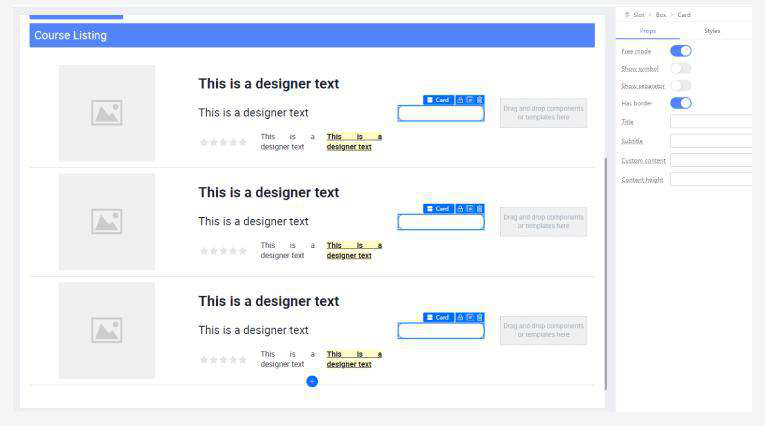 Slot > Box > Card
Props Styles
Course Listing
Free mode
Show symbol
Show separator
Has border
Title
Subtitle
Custom content
Content height
This is a designer text
This is a designer text
This is a
designer text
This is a
designer text
Card
Drag and drop components
or templates here
This is a designer text
This is a designer text
This is a
designer text
This is a
designer text
Card
Drag and drop components
or templates here
This is a designer text
This is a designer text
This is a
designer text
This is a
designer text
Card
Drag and drop components
or templates here